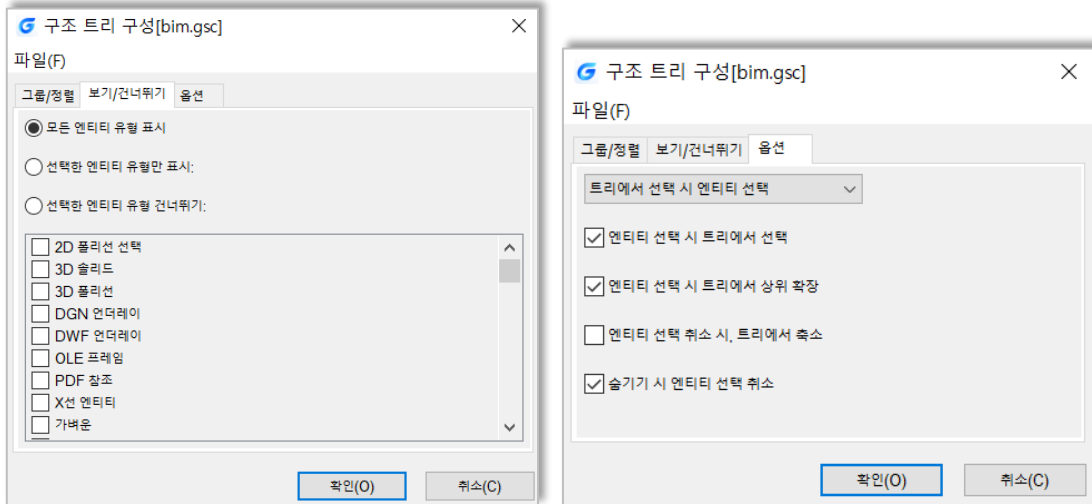 구조 트리 구성[bim.gsc]
파일(F)
그룹/정렬 보기/건너뛰기 옵션
모든 엔티티 유형 표시
선택한 엔티티 유형만 표시:
선택한 엔티티 유형 건너뛰기:
2D 폴리선 선택
3D 솔리드
3D 폴리선
DGN 언더레이
DWF 언더레이
OLE 프레임
PDF 참조
X선 엔티티
가벼운
확인(O) 취소(C)
구조 트리 구성[bim.gsc]
파일(F)
그룹/정렬 보기/건너뛰기 옵션
트리에서 선택 시 엔티티 선택
엔티티 선택 시 트리에서 선택
엔티티 선택 시 트리에서 상위 확장
엔티티 선택 취소 시, 트리에서 축소
숨기기 시 엔티티 선택 취소
확인(O) 취소(C)